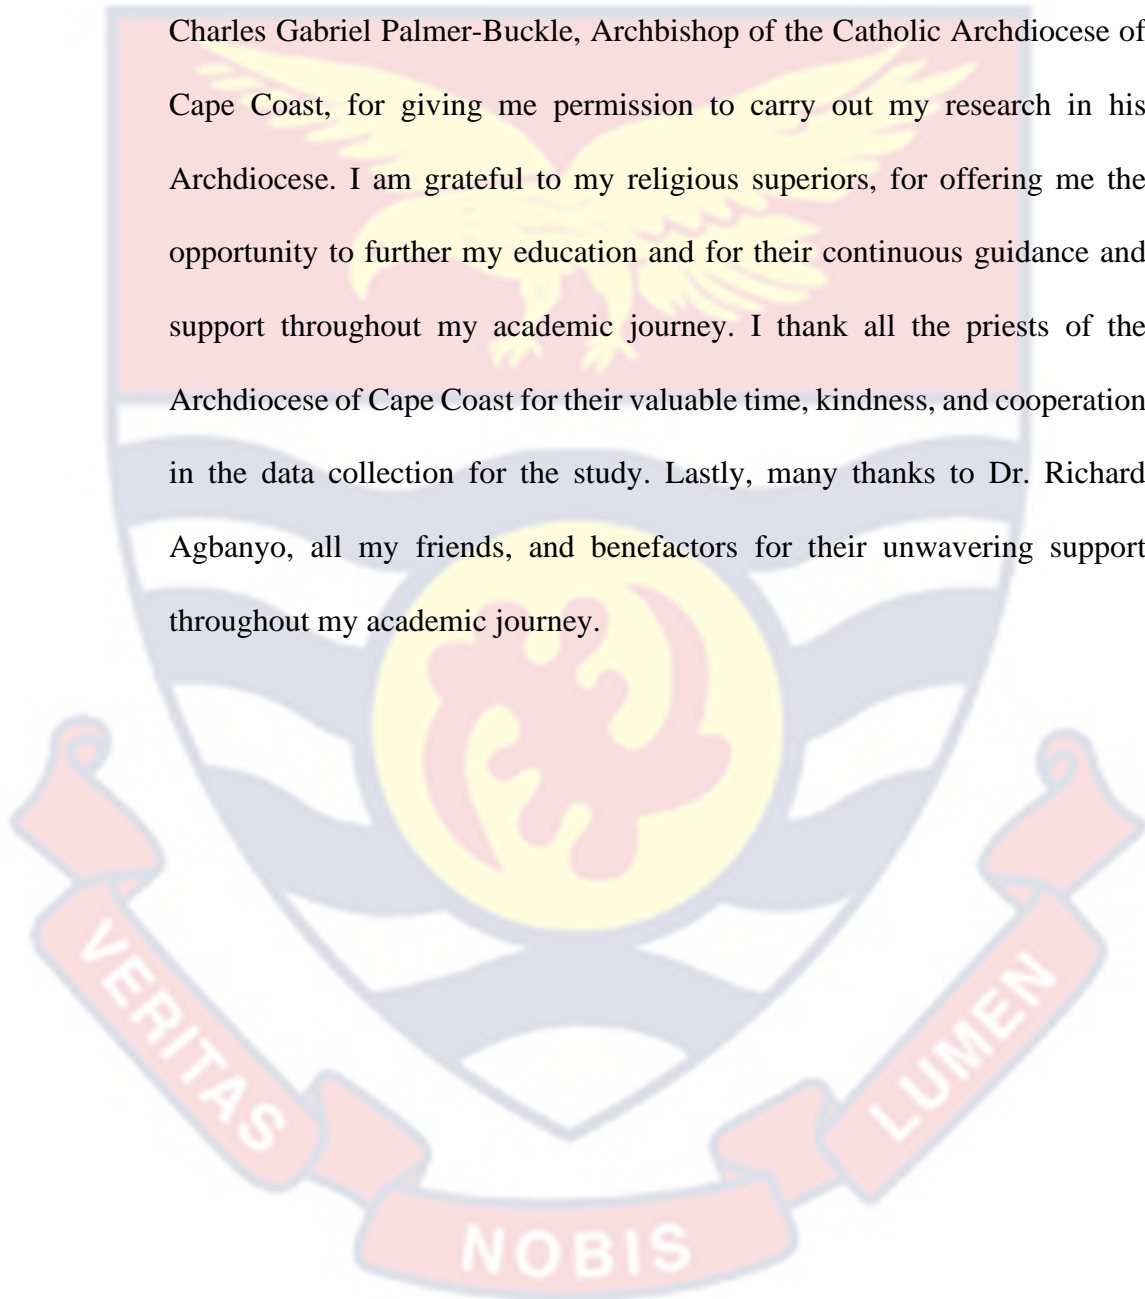 Charles Gabriel Palmer-Buckle, Archbishop of the Catholic Archdiocese of
Cape Coast, for giving me permission to carry out my research in his
Archdiocese. I am grateful to my religious superiors, for offering me the
opportunity to further my education and for their continuous guidance and
support throughout my academic journey. I thank all the priests of the
Archdiocese of Cape Coast for their valuable time, kindness, and cooperation
in the data collection for the study. Lastly, many thanks to Dr. Richard
Agbanyo, all my friends, and benefactors for their unwavering support
throughout my academic journey.
VERITAS
NOBIS
LUMEN